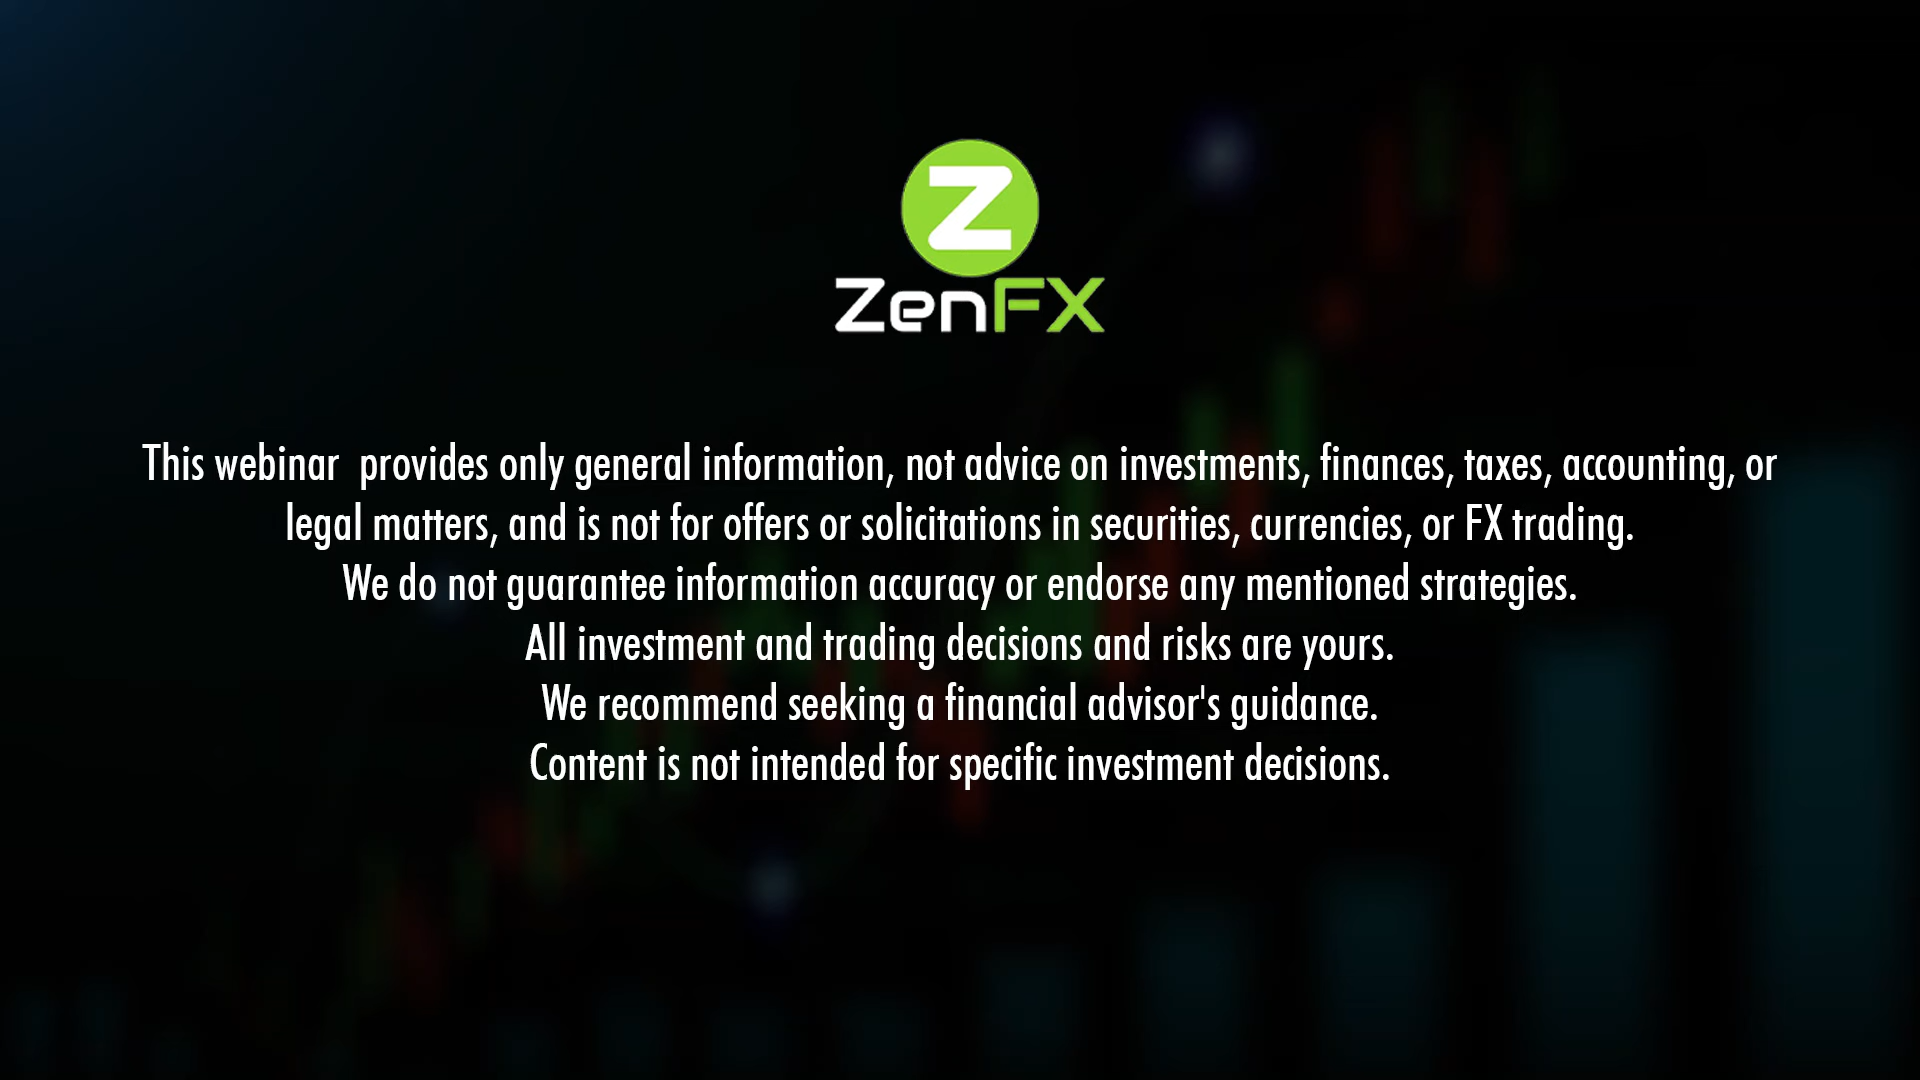 Z
ZenFX
This webinar  provides only general information, not advice on investments, finances, taxes, accounting, or
legal matters, and is not for offers or solicitations in securities, currencies, or FX trading.
We do not guarantee information accuracy or endorse any mentioned strategies.
All investment and trading decisions and risks are yours.
We recommend seeking a financial advisor's guidance.
Content is not intended for specific investment decisions.